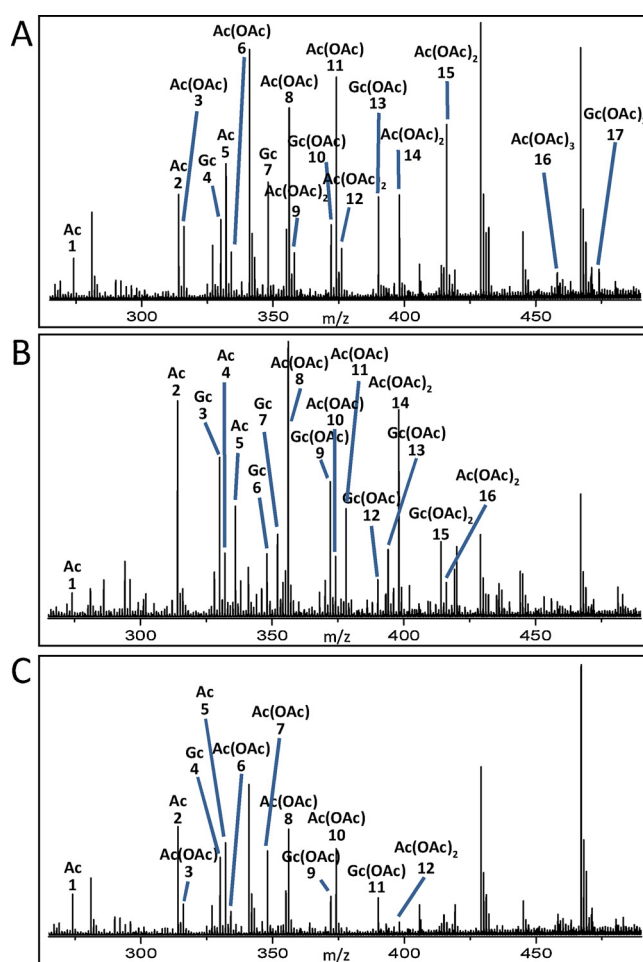 A
Ac(OAc)
6
Ac(OAc)
11
Ac(OAc)₂
15
Ac(OAc)
3
Ac(OAc)
8
Gc(OAc)
13
Ac
5
Gc
7
Gc(OAc)
10
Ac(OAc)₂
14
Gc(OAc)₂
17
Ac
2
Gc
4
Ac(OAc)₂
9
Ac(OAc)₂
12
Ac(OAc)₃
16
Ac
1
300 350 400 450
m/z
B
Ac
4
Ac(OAc)
8
Ac(OAc)
11
Ac
2
Gc
3
Gc
7
Ac(OAc)₂
14
Ac
5
Ac(OAc)
10
Gc(OAc)
9
Gc(OAc)
13
Gc
6
Gc(OAc)
12
Gc(OAc)₂
15
Ac(OAc)₂
16
Ac
1
300 350 400 450
m/z
C
Ac
5
Ac(OAc)
7
Gc
4
Ac(OAc)
6
Ac
2
Ac(OAc)
8
Ac(OAc)
10
Ac(OAc)
3
Gc(OAc)
9
Gc(OAc)
11
Ac(OAc)₂
12
Ac
1
300 350 400 450
m/z